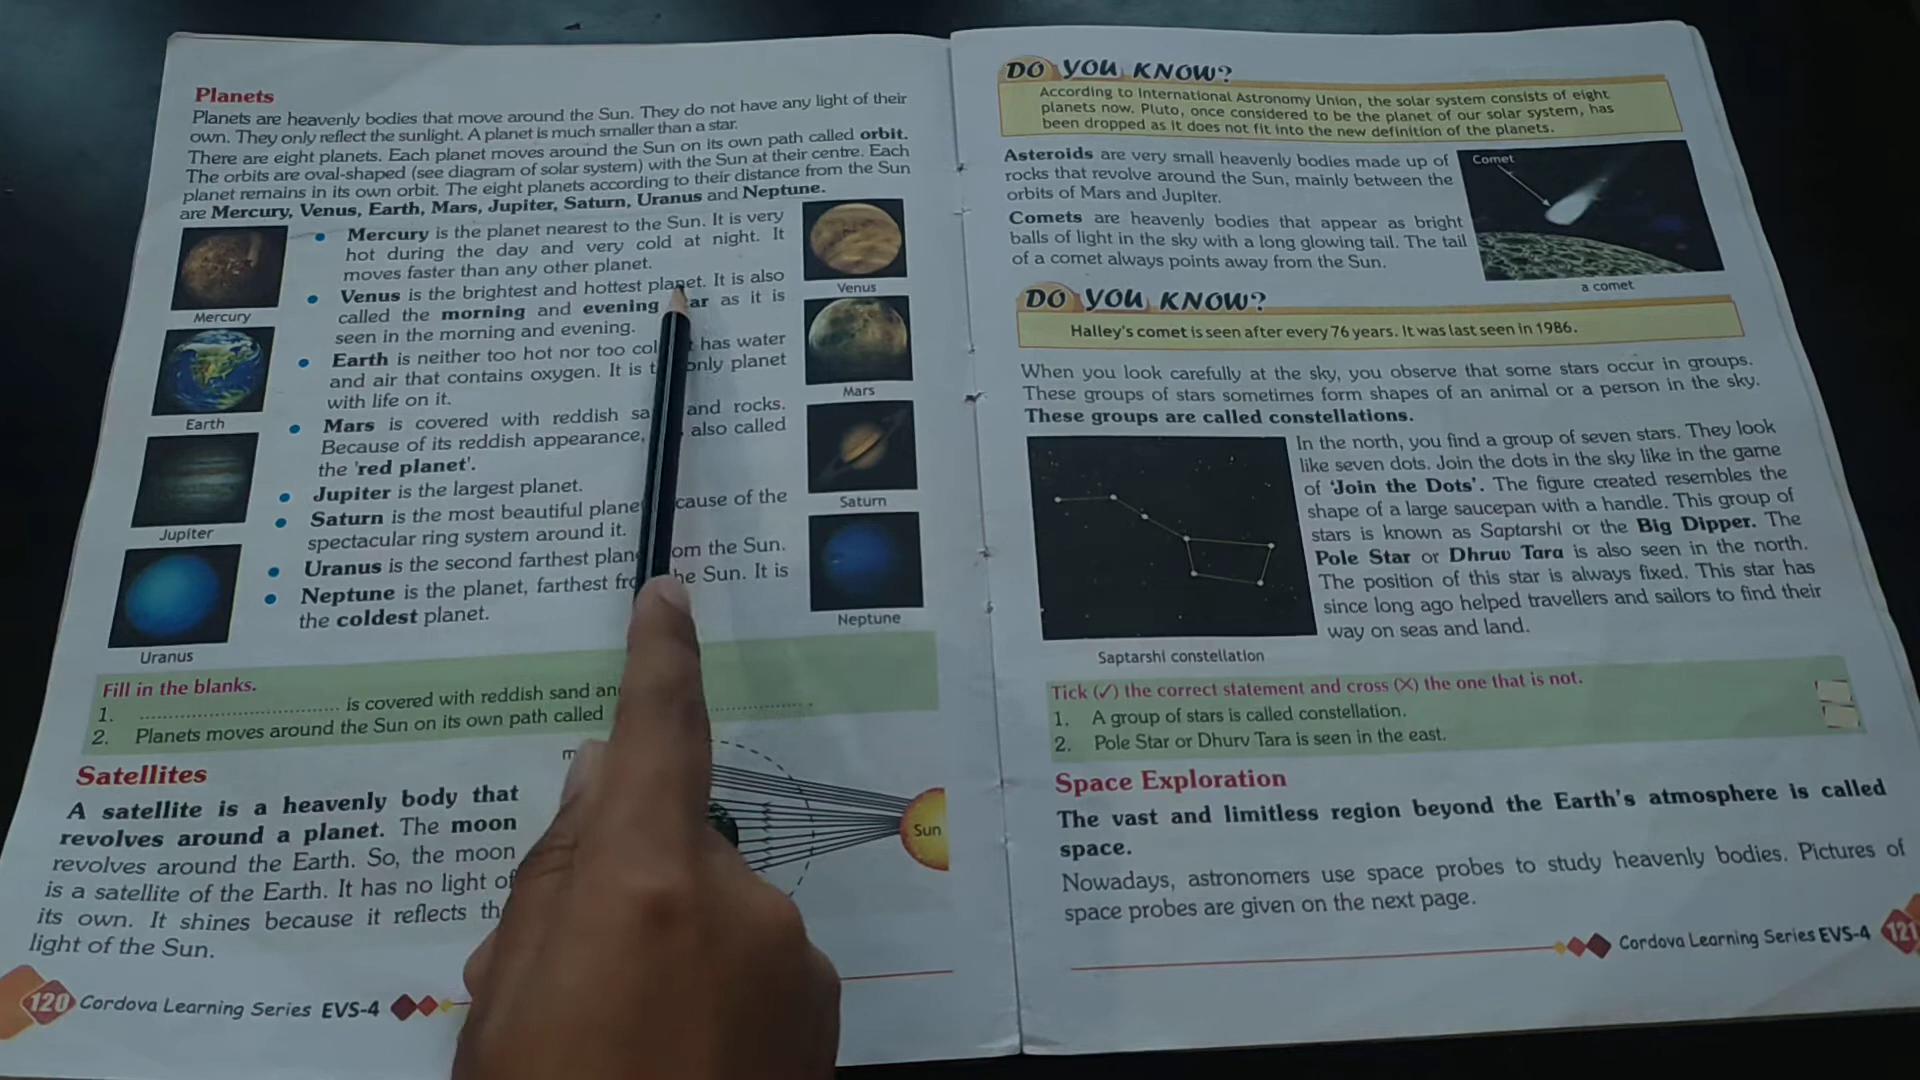 Planets
Planets are heavenly bodies that move around the Sun. They do not have any light of their
own. They only reflect the sunlight. A planet is much smaller than a star.
There are eight planets. Each planet moves around the Sun on its own path called orbit.
The orbits are oval-shaped (see diagram of solar system) with the Sun at their centre. Each
planet remains in its own orbit. The eight planets according to their distance from the Sun
are Mercury, Venus, Earth, Mars, Jupiter, Saturn, Uranus and Neptune.
Mercury is the planet nearest to the Sun. It is very
hot during the day and very cold at night. It
moves faster than any other planet.
Venus is the brightest and hottest planet. It is also
called the morning and evening ar as it is
seen in the morning and evening.
Earth is neither too hot nor too col has water
and air that contains oxygen. It is t only planet
with life on it.
Mars is covered with reddish sa and rocks.
Because of its reddish appearance, also called
the 'red planet'.
Jupiter is the largest planet.
Saturn is the most beautiful plane cause of the
spectacular ring system around it.
Uranus is the second farthest plan om the Sun.
Neptune is the planet, farthest fro he Sun. It is
the coldest planet.
Mercury
Earth
Jupiter
Uranus
Venus
Mars
Saturn
Neptune
Fill in the blanks.
1. .................................... is covered with reddish sand an
2. Planets moves around the Sun on its own path called .....................
Satellites
A satellite is a heavenly body that
revolves around a planet. The moon
revolves around the Earth. So, the moon
is a satellite of the Earth. It has no light of
its own. It shines because it reflects th
light of the Sun.
m
Sun
120 Cordova Learning Series EVS-4
DO YOU KNOW?
According to International Astronomy Union, the solar system consists of eight
planets now. Pluto, once considered to be the planet of our solar system, has
been dropped as it does not fit into the new definition of the planets.
Asteroids are very small heavenly bodies made up of
rocks that revolve around the Sun, mainly between the
orbits of Mars and Jupiter.
Comets are heavenly bodies that appear as bright
balls of light in the sky with a long glowing tail. The tail
of a comet always points away from the Sun.
Comet
a comet
DO YOU KNOW?
Halley's comet is seen after every 76 years. It was last seen in 1986.
When you look carefully at the sky, you observe that some stars occur in groups.
These groups of stars sometimes form shapes of an animal or a person in the sky.
These groups are called constellations.
In the north, you find a group of seven stars. They look
like seven dots. Join the dots in the sky like in the game
of 'Join the Dots'. The figure created resembles the
shape of a large saucepan with a handle. This group of
stars is known as Saptarshi or the Big Dipper. The
Pole Star or Dhruv Tara is also seen in the north.
The position of this star is always fixed. This star has
since long ago helped travellers and sailors to find their
way on seas and land.
Saptarshi constellation
Tick (✓) the correct statement and cross (✗) the one that is not.
1. A group of stars is called constellation.
2. Pole Star or Dhurv Tara is seen in the east.
Space Exploration
The vast and limitless region beyond the Earth's atmosphere is called
space.
Nowadays, astronomers use space probes to study heavenly bodies. Pictures of
space probes are given on the next page.
Cordova Learning Series EVS-4 121